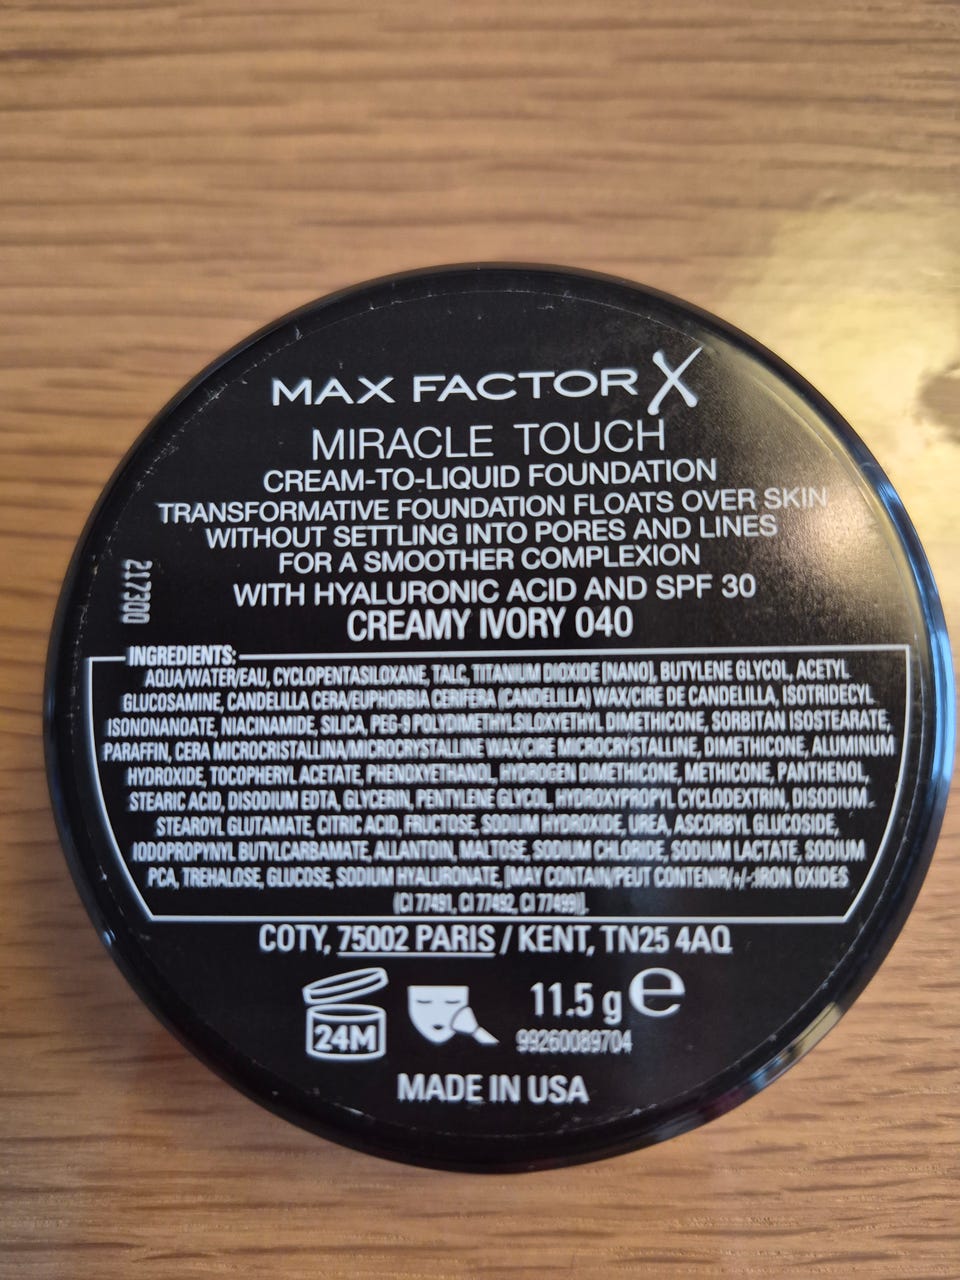 MAX FACTOR X
MIRACLE TOUCH
CREAM-TO-LIQUID FOUNDATION
TRANSFORMATIVE FOUNDATION FLOATS OVER SKIN
WITHOUT SETTLING INTO PORES AND LINES
FOR A SMOOTHER COMPLEXION
WITH HYALURONIC ACID AND SPF 30
CREAMY IVORY 040
217300
INGREDIENTS:
AQUA/WATER/EAU, CYCLOPENTASILOXANE, TALC, TITANIUM DIOXIDE [NANO], BUTYLENE GLYCOL, ACETYL
GLUCOSAMINE, CANDELILLA CERA/EUPHORBIA CERIFERA (CANDELILLA) WAX/CIRE DE CANDELILLA, ISOTRIDECYL
ISONONANOATE, NIACINAMIDE, SILICA, PEG-9 POLYDIMETHYLSILOXYETHYL DIMETHICONE, SORBITAN ISOSTEARATE,
PARAFFIN, CERA MICROCRISTALLINA/MICROCRYSTALLINE WAX/CIRE MICROCRYSTALLINE, DIMETHICONE, ALUMINUM
HYDROXIDE, TOCOPHERYL ACETATE, PHENOXYETHANOL, HYDROGEN DIMETHICONE, METHICONE, PANTHENOL,
STEARIC ACID, DISODIUM EDTA, GLYCERIN, PENTYLENE GLYCOL, HYDROXYPROPYL CYCLODEXTRIN, DISODIUM
STEAROYL GLUTAMATE, CITRIC ACID, FRUCTOSE, SODIUM HYDROXIDE, UREA, ASCORBYL GLUCOSIDE,
IODOPROPYNYL BUTYLCARBAMATE, ALLANTOIN, MALTOSE, SODIUM CHLORIDE, SODIUM LACTATE, SODIUM
PCA, TREHALOSE, GLUCOSE, SODIUM HYALURONATE, [MAY CONTAIN/PEUT CONTENIR/+/-:IRON OXIDES
(CI 77491, CI 77492, CI 77499)].
COTY, 75002 PARIS / KENT, TN25 4AQ
24M
11.5 g e
99260089704
MADE IN USA